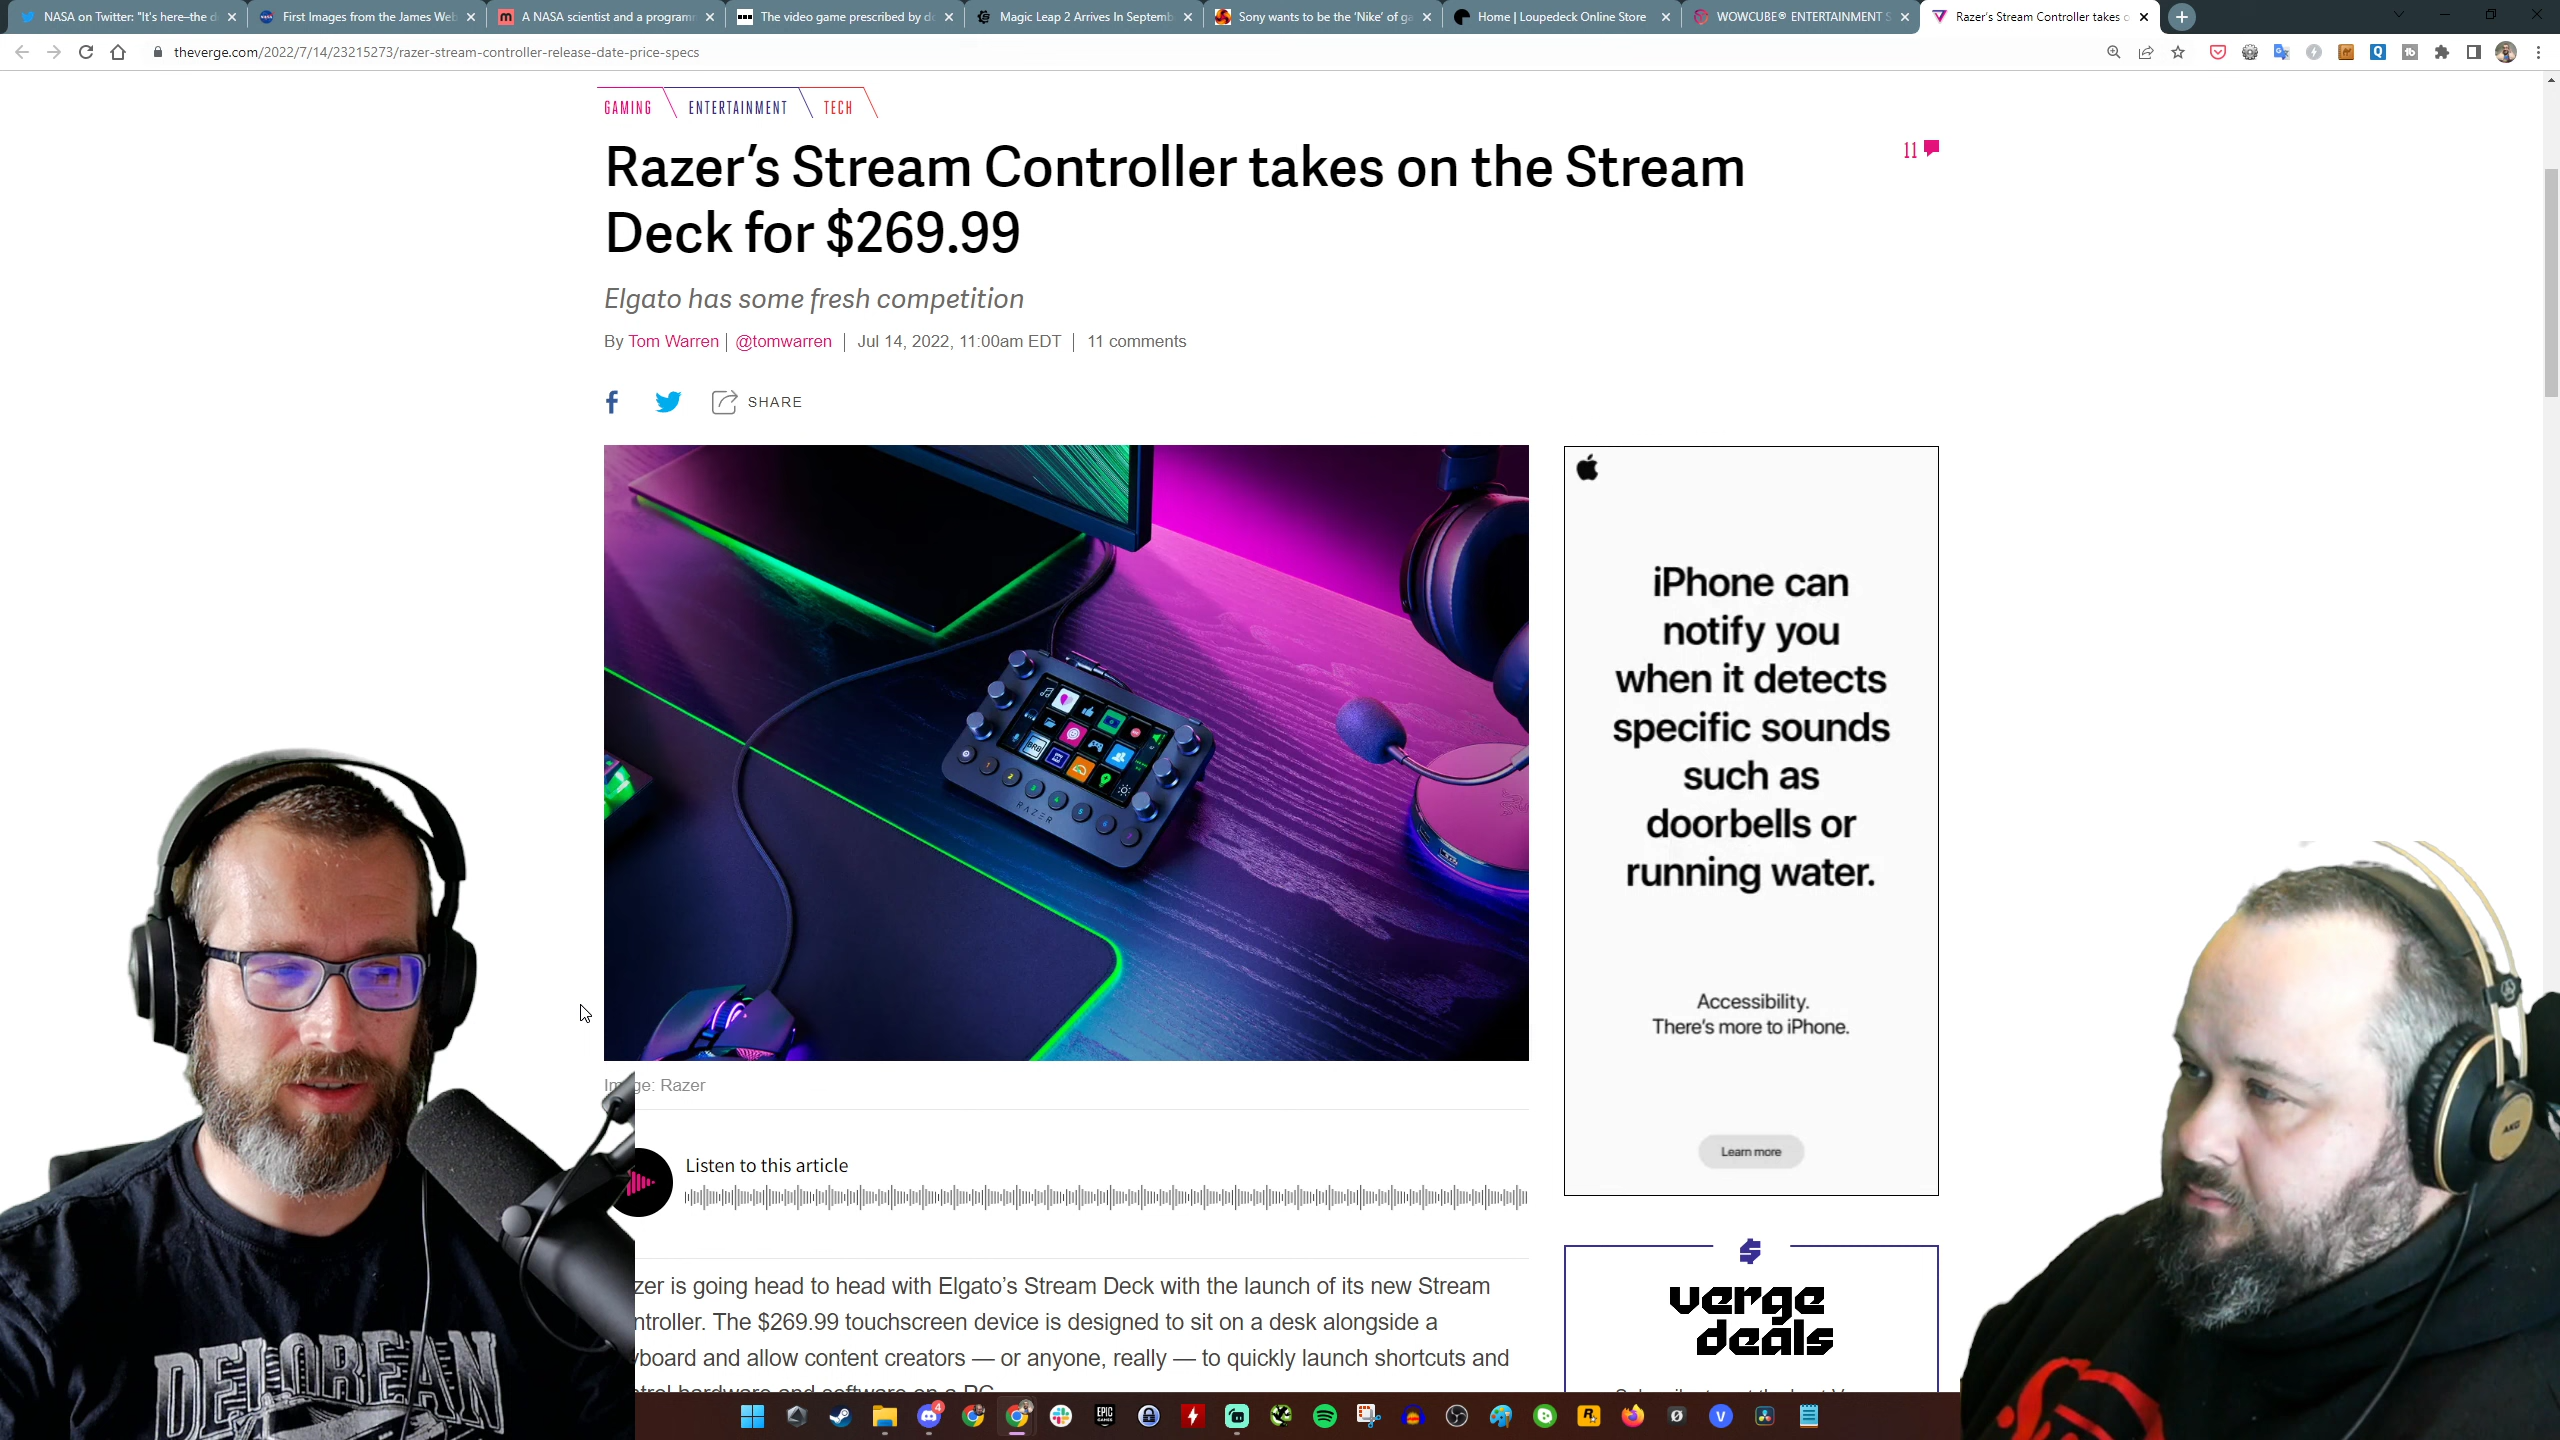 NASA on Twitter: "It's here–the d
First Images from the James Web
A NASA scientist and a programm
The video game prescribed by do
Magic Leap 2 Arrives In Septemb
Sony wants to be the 'Nike' of ga
Home | Loupedeck Online Store
WOWCUBE® ENTERTAINMENT S
Razer's Stream Controller takes o
theverge.com/2022/7/14/23215273/razer-stream-controller-release-date-price-specs
GAMING ENTERTAINMENT TECH
Razer's Stream Controller takes on the Stream
Deck for $269.99
11
Elgato has some fresh competition
By Tom Warren | @tomwarren | Jul 14, 2022, 11:00am EDT | 11 comments
SHARE
RAZER
iPhone can
notify you
when it detects
specific sounds
such as
doorbells or
running water.
Accessibility.
There's more to iPhone.
Learn more
Image: Razer
Listen to this article
zer is going head to head with Elgato's Stream Deck with the launch of its new Stream
ntroller. The $269.99 touchscreen device is designed to sit on a desk alongside a
yboard and allow content creators — or anyone, really — to quickly launch shortcuts and
verge
deals
DELOREAN
AKG